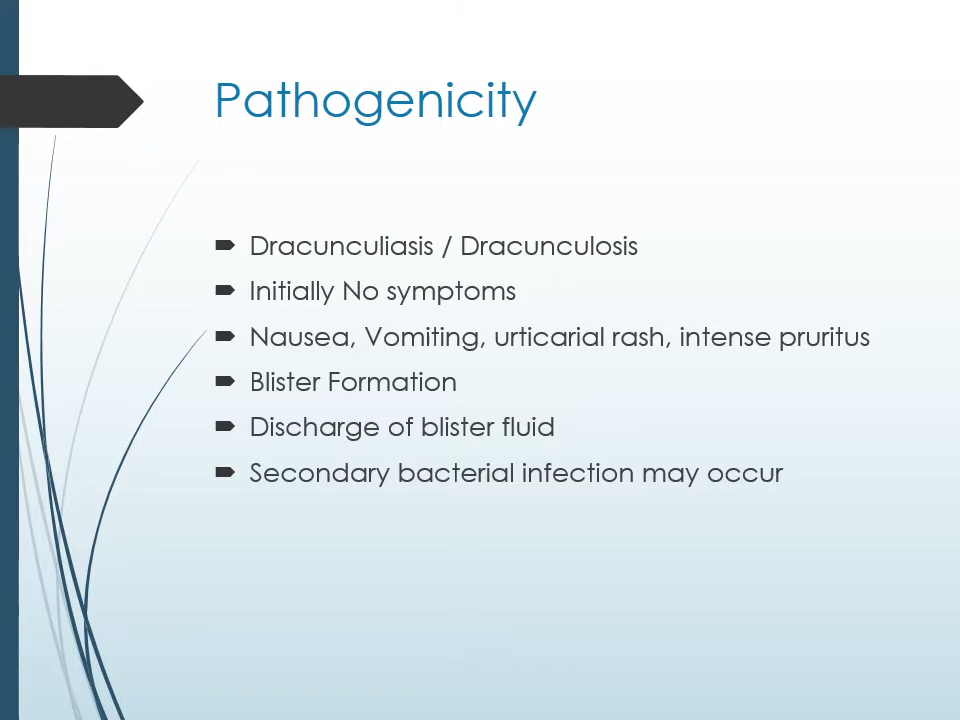 Pathogenicity
Dracunculiasis / Dracunculosis
Initially No symptoms
Nausea, Vomiting, urticarial rash, intense pruritus
Blister Formation
Discharge of blister fluid
Secondary bacterial infection may occur